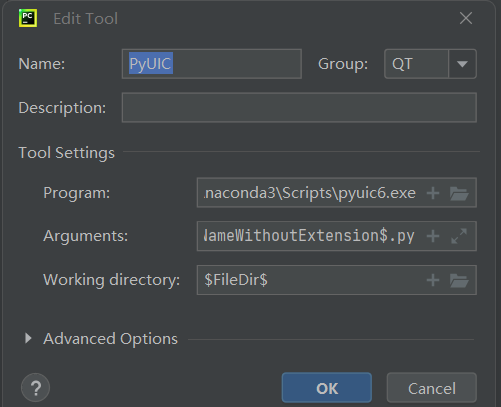 PC
Edit Tool
Name: PyUIC Group: QT
Description:
Tool Settings
Program: naconda3\Scripts\pyuic6.exe
Arguments: NameWithoutExtension$.py
Working directory: $FileDir$
Advanced Options
? OK Cancel